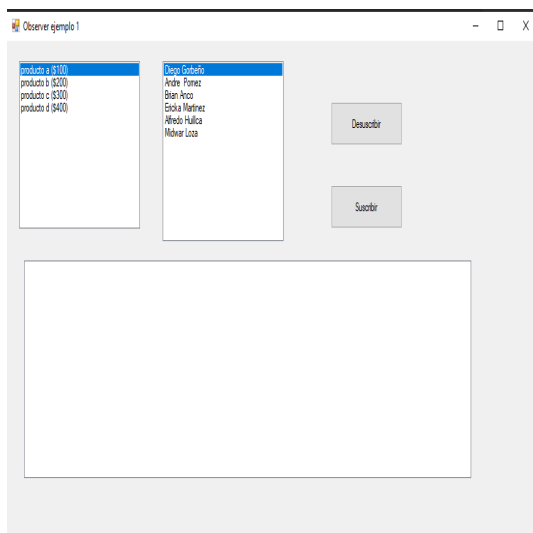 Observer ejemplo 1
producto a ($100)
producto b ($200)
producto c ($300)
producto d ($400)
Diego Gorbeño
Andre Pomez
Brian Anco
Ericka Martinez
Alfredo Huillca
Midwar Loza
Desuscribir
Suscribir